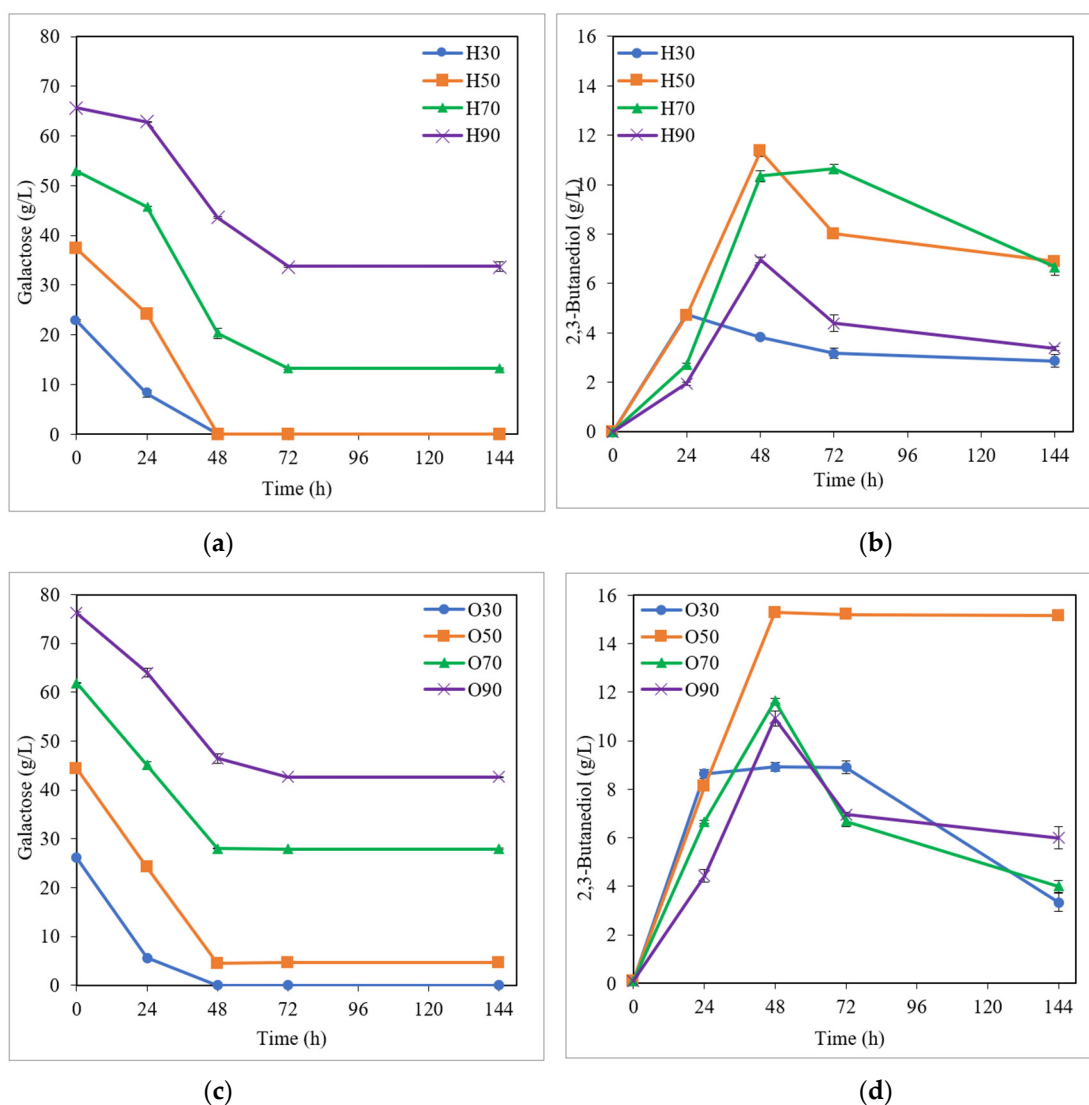 80
70
60
50
40
30
20
10
0
Galactose (g/L)
H30
H50
H70
H90
0 24 48 72 96 120 144
Time (h)
(a)
16
14
12
10
8
6
4
2
0
2,3-Butanediol (g/L)
H30
H50
H70
H90
0 24 48 72 96 120 144
Time (h)
(b)
80
70
60
50
40
30
20
10
0
Galactose (g/L)
O30
O50
O70
O90
0 24 48 72 96 120 144
Time (h)
(c)
16
14
12
10
8
6
4
2
0
2,3-Butanediol (g/L)
O30
O50
O70
O90
0 24 48 72 96 120 144
Time (h)
(d)